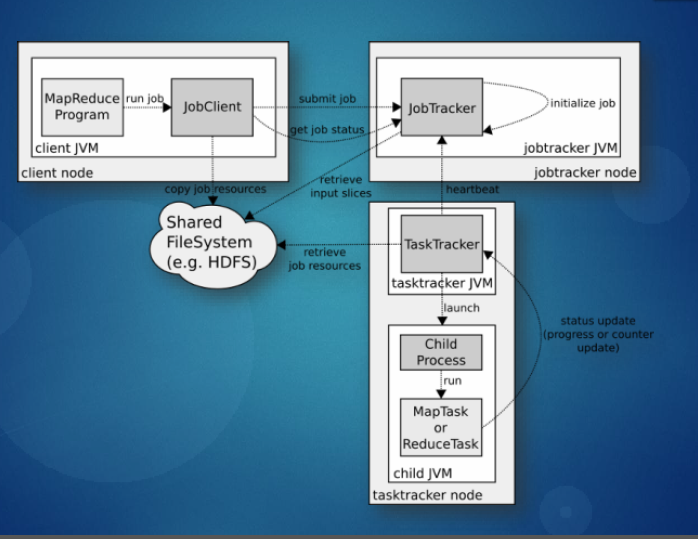 MapReduce
Program
run job
JobClient
client JVM
client node
submit job
get job status
JobTracker
initialize job
jobtracker JVM
jobtracker node
copy job resources
retrieve
input slices
heartbeat
Shared
FileSystem
(e.g. HDFS)
retrieve
job resources
TaskTracker
tasktracker JVM
launch
Child
Process
run
MapTask
or
ReduceTask
child JVM
tasktracker node
status update
(progress or counter
update)